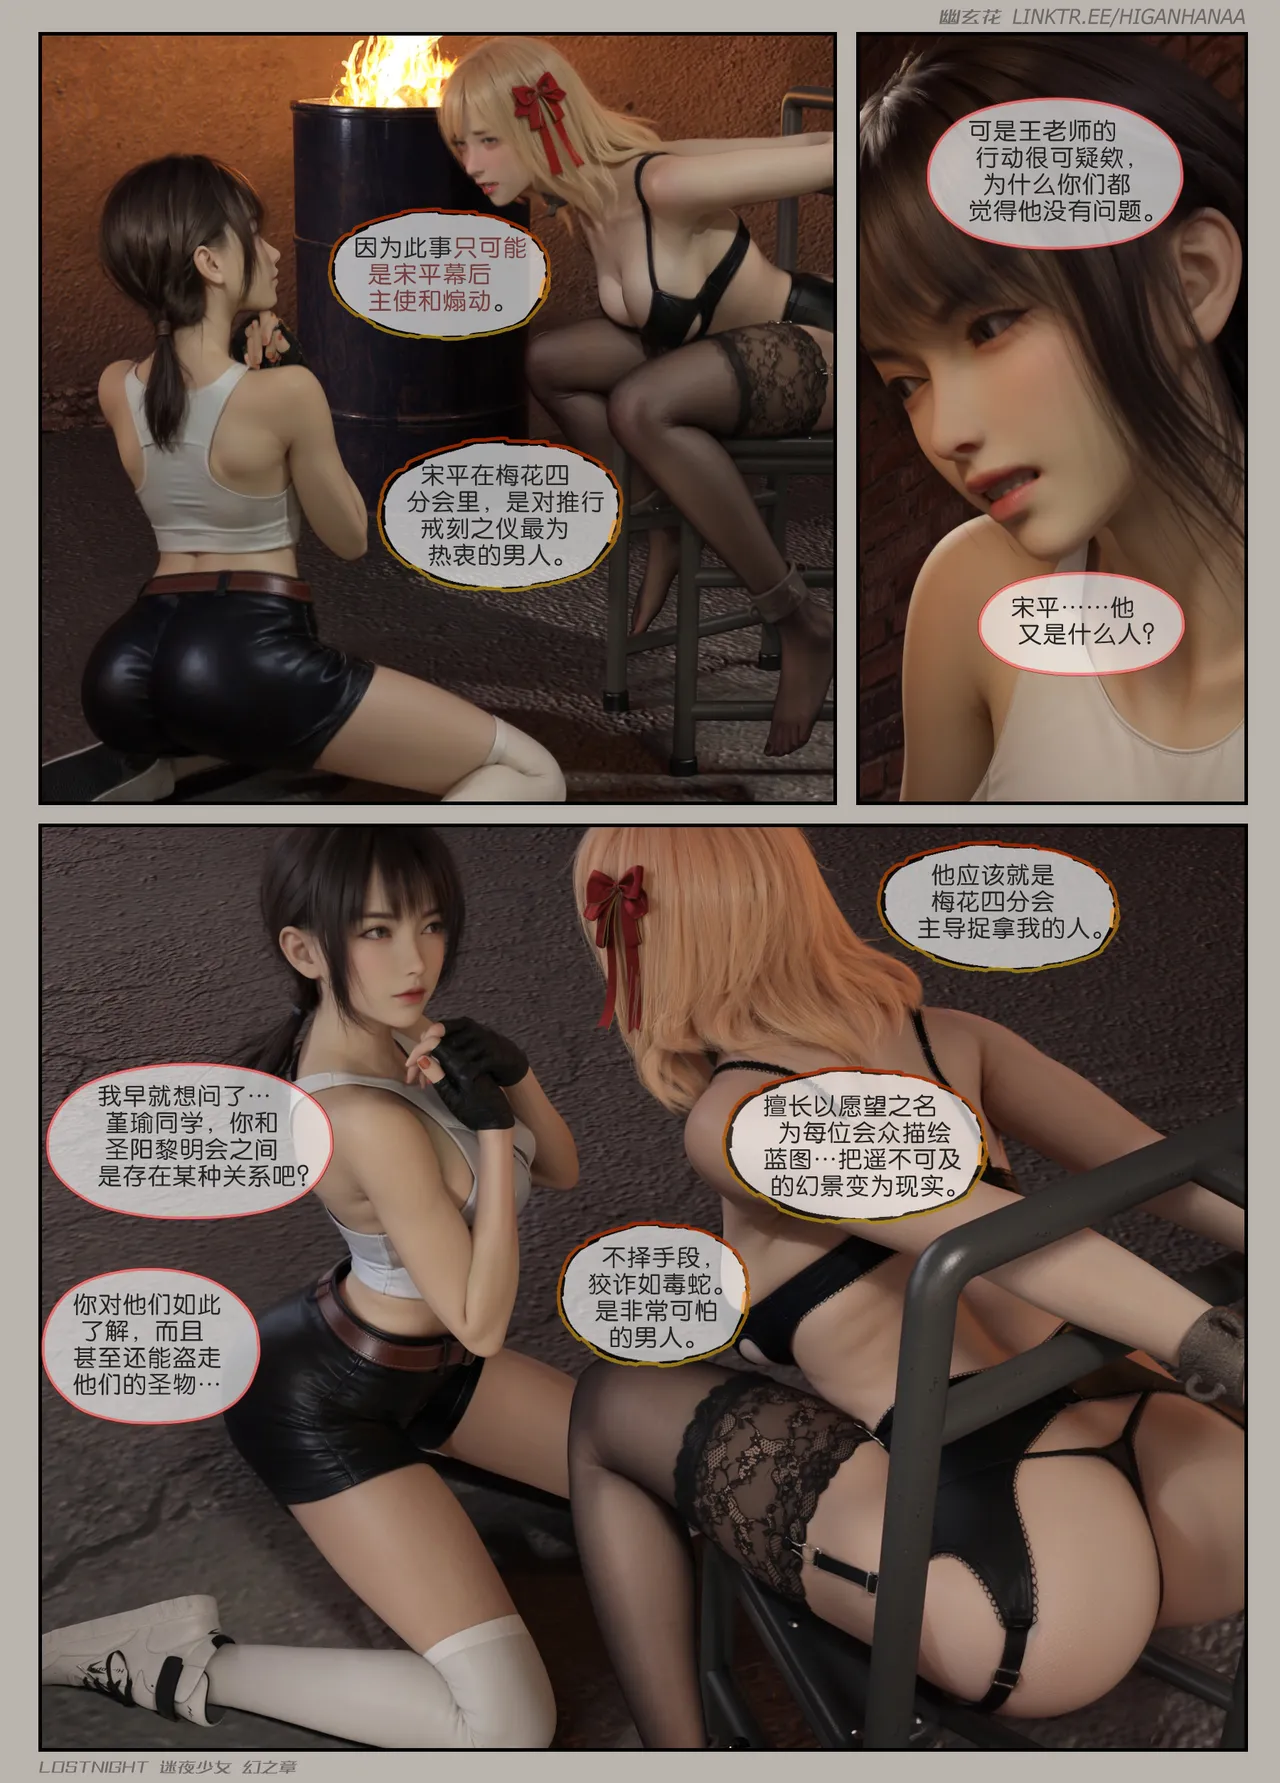 幽玄花 LINKTR.EE/HIGANHANAA
因为此事只可能
是宋平幕后
主使和煽动。
宋平在梅花四
分会里，是对推行
戒刻之仪最为
热衷的男人。
可是王老师的
行动很可疑欸，
为什么你们都
觉得他没有问题。
宋平……他
又是什么人？
他应该就是
梅花四分会
主导捉拿我的人。
擅长以愿望之名
为每位会众描绘
蓝图…把遥不可及
的幻景变为现实。
不择手段，
狡诈如毒蛇。
是非常可怕
的男人。
我早就想问了…
堇瑜同学，你和
圣阳黎明会之间
是存在某种关系吧？
你对他们如此
了解，而且
甚至还能盗走
他们的圣物…
LOSTNIGHT 迷夜少女 幻之章